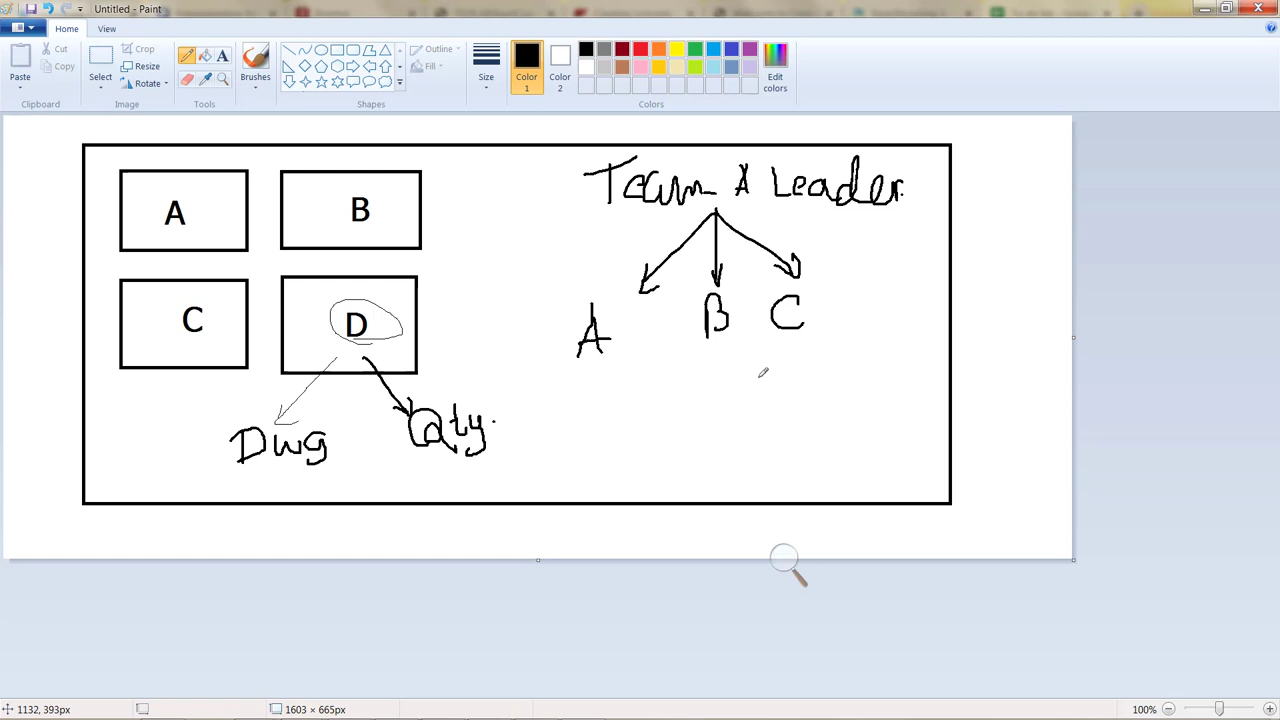 Untitled - Paint
Home View
Paste
Cut
Copy
Clipboard
Select
Crop
Resize
Rotate
Image
Tools
Brushes
Shapes
Outline
Fill
Size
Color 1
Color 2
Edit colors
Colors
A B
C D
Dwg Qty.
Team A Leader.
A B C
1132, 393px
1603 × 665px
100%